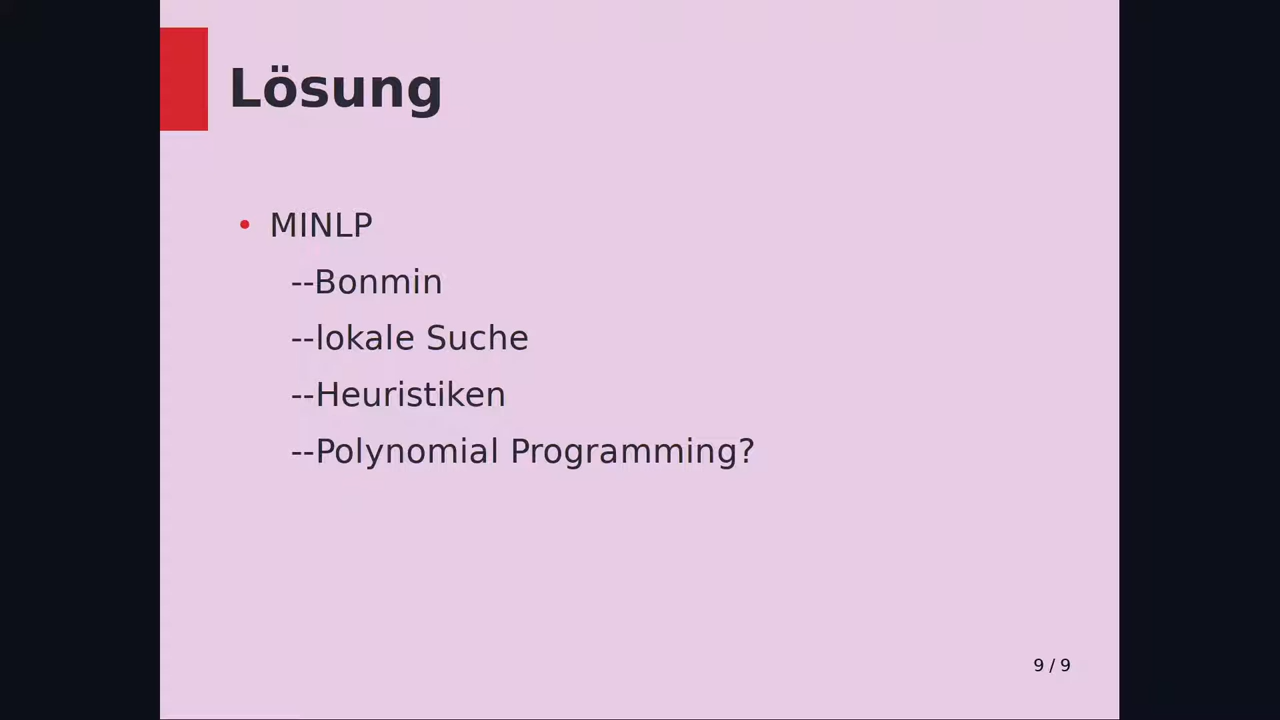 Lösung
• MINLP
--Bonmin
--lokale Suche
--Heuristiken
--Polynomial Programming?
9 / 9